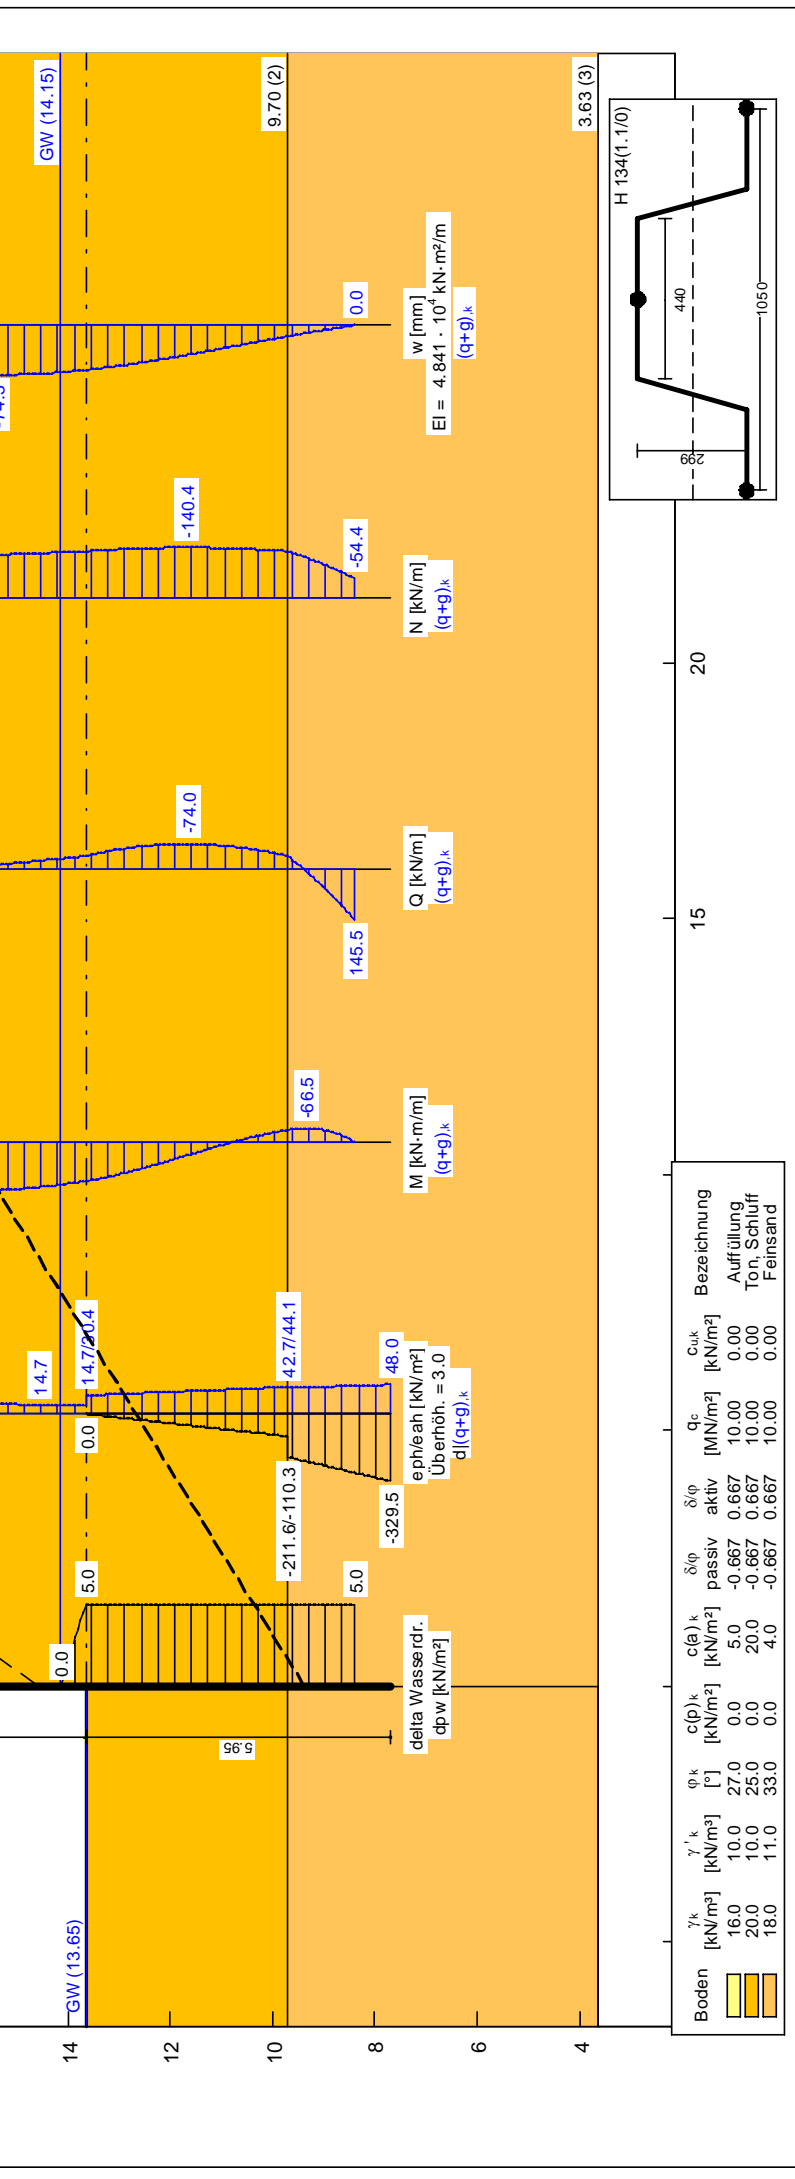 GW (14.15)
9.70 (2)
3.63 (3)
H 134(1.1/0)
440
1050
299
0.0
w [mm]
EI = 4.841 · 10⁴ kN·m²/m
(q+g),k
-140.4
-54.4
N [kN/m]
(q+g),k
-74.0
145.5
Q [kN/m]
(q+g),k
-66.5
M [kN·m/m]
(q+g),k
14.7
14.7/30.4
0.0
42.7/44.1
48.0
-211.6/-110.3
-329.5
eph/eah [kN/m²]
Überhöh. = 3.0
d|(q+g),k
0.0
5.0
5.0
delta Wasserdr.
dpw [kN/m²]
5.95
GW (13.65)
14
12
10
8
6
4
15
20
Boden γk γ'k φk c(p)k c(a)k δ/φ δ/φ qc cu,k Bezeichnung
[kN/m³] [kN/m³] [°] [kN/m²] [kN/m²] passiv aktiv [MN/m²] [kN/m²]
16.0 10.0 27.0 0.0 5.0 -0.667 0.667 10.00 0.00 Auffüllung
20.0 10.0 25.0 0.0 20.0 -0.667 0.667 10.00 0.00 Ton, Schluff
18.0 11.0 33.0 0.0 4.0 -0.667 0.667 10.00 0.00 Feinsand